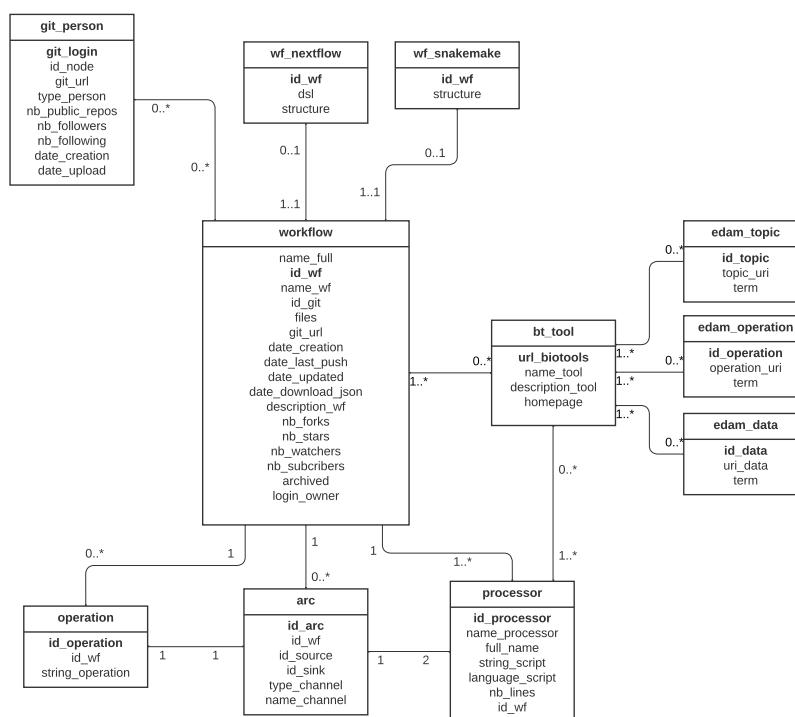 git_person
git_login
id_node
git_url
type_person
nb_public_repos
nb_followers
nb_following
date_creation
date_upload
0..*
0..*
wf_nextflow
id_wf
dsl
structure
0..1
1..1
wf_snakemake
id_wf
structure
0..1
1..1
workflow
name_full
id_wf
name_wf
id_git
files
git_url
date_creation
date_last_push
date_updated
date_download_json
description_wf
nb_forks
nb_stars
nb_watchers
nb_subcribers
archived
login_owner
0..*
1..*
bt_tool
url_biotools
name_tool
description_tool
homepage
0..*
1..*
edam_topic
id_topic
topic_uri
term
0..*
1..*
edam_operation
id_operation
operation_uri
term
0..*
1..*
edam_data
id_data
uri_data
term
0..*
1..*
0..*
1
1
0..*
1
1..*
operation
id_operation
id_wf
string_operation
1
1
arc
id_arc
id_wf
id_source
id_sink
type_channel
name_channel
1
2
processor
id_processor
name_processor
full_name
string_script
language_script
nb_lines
id_wf